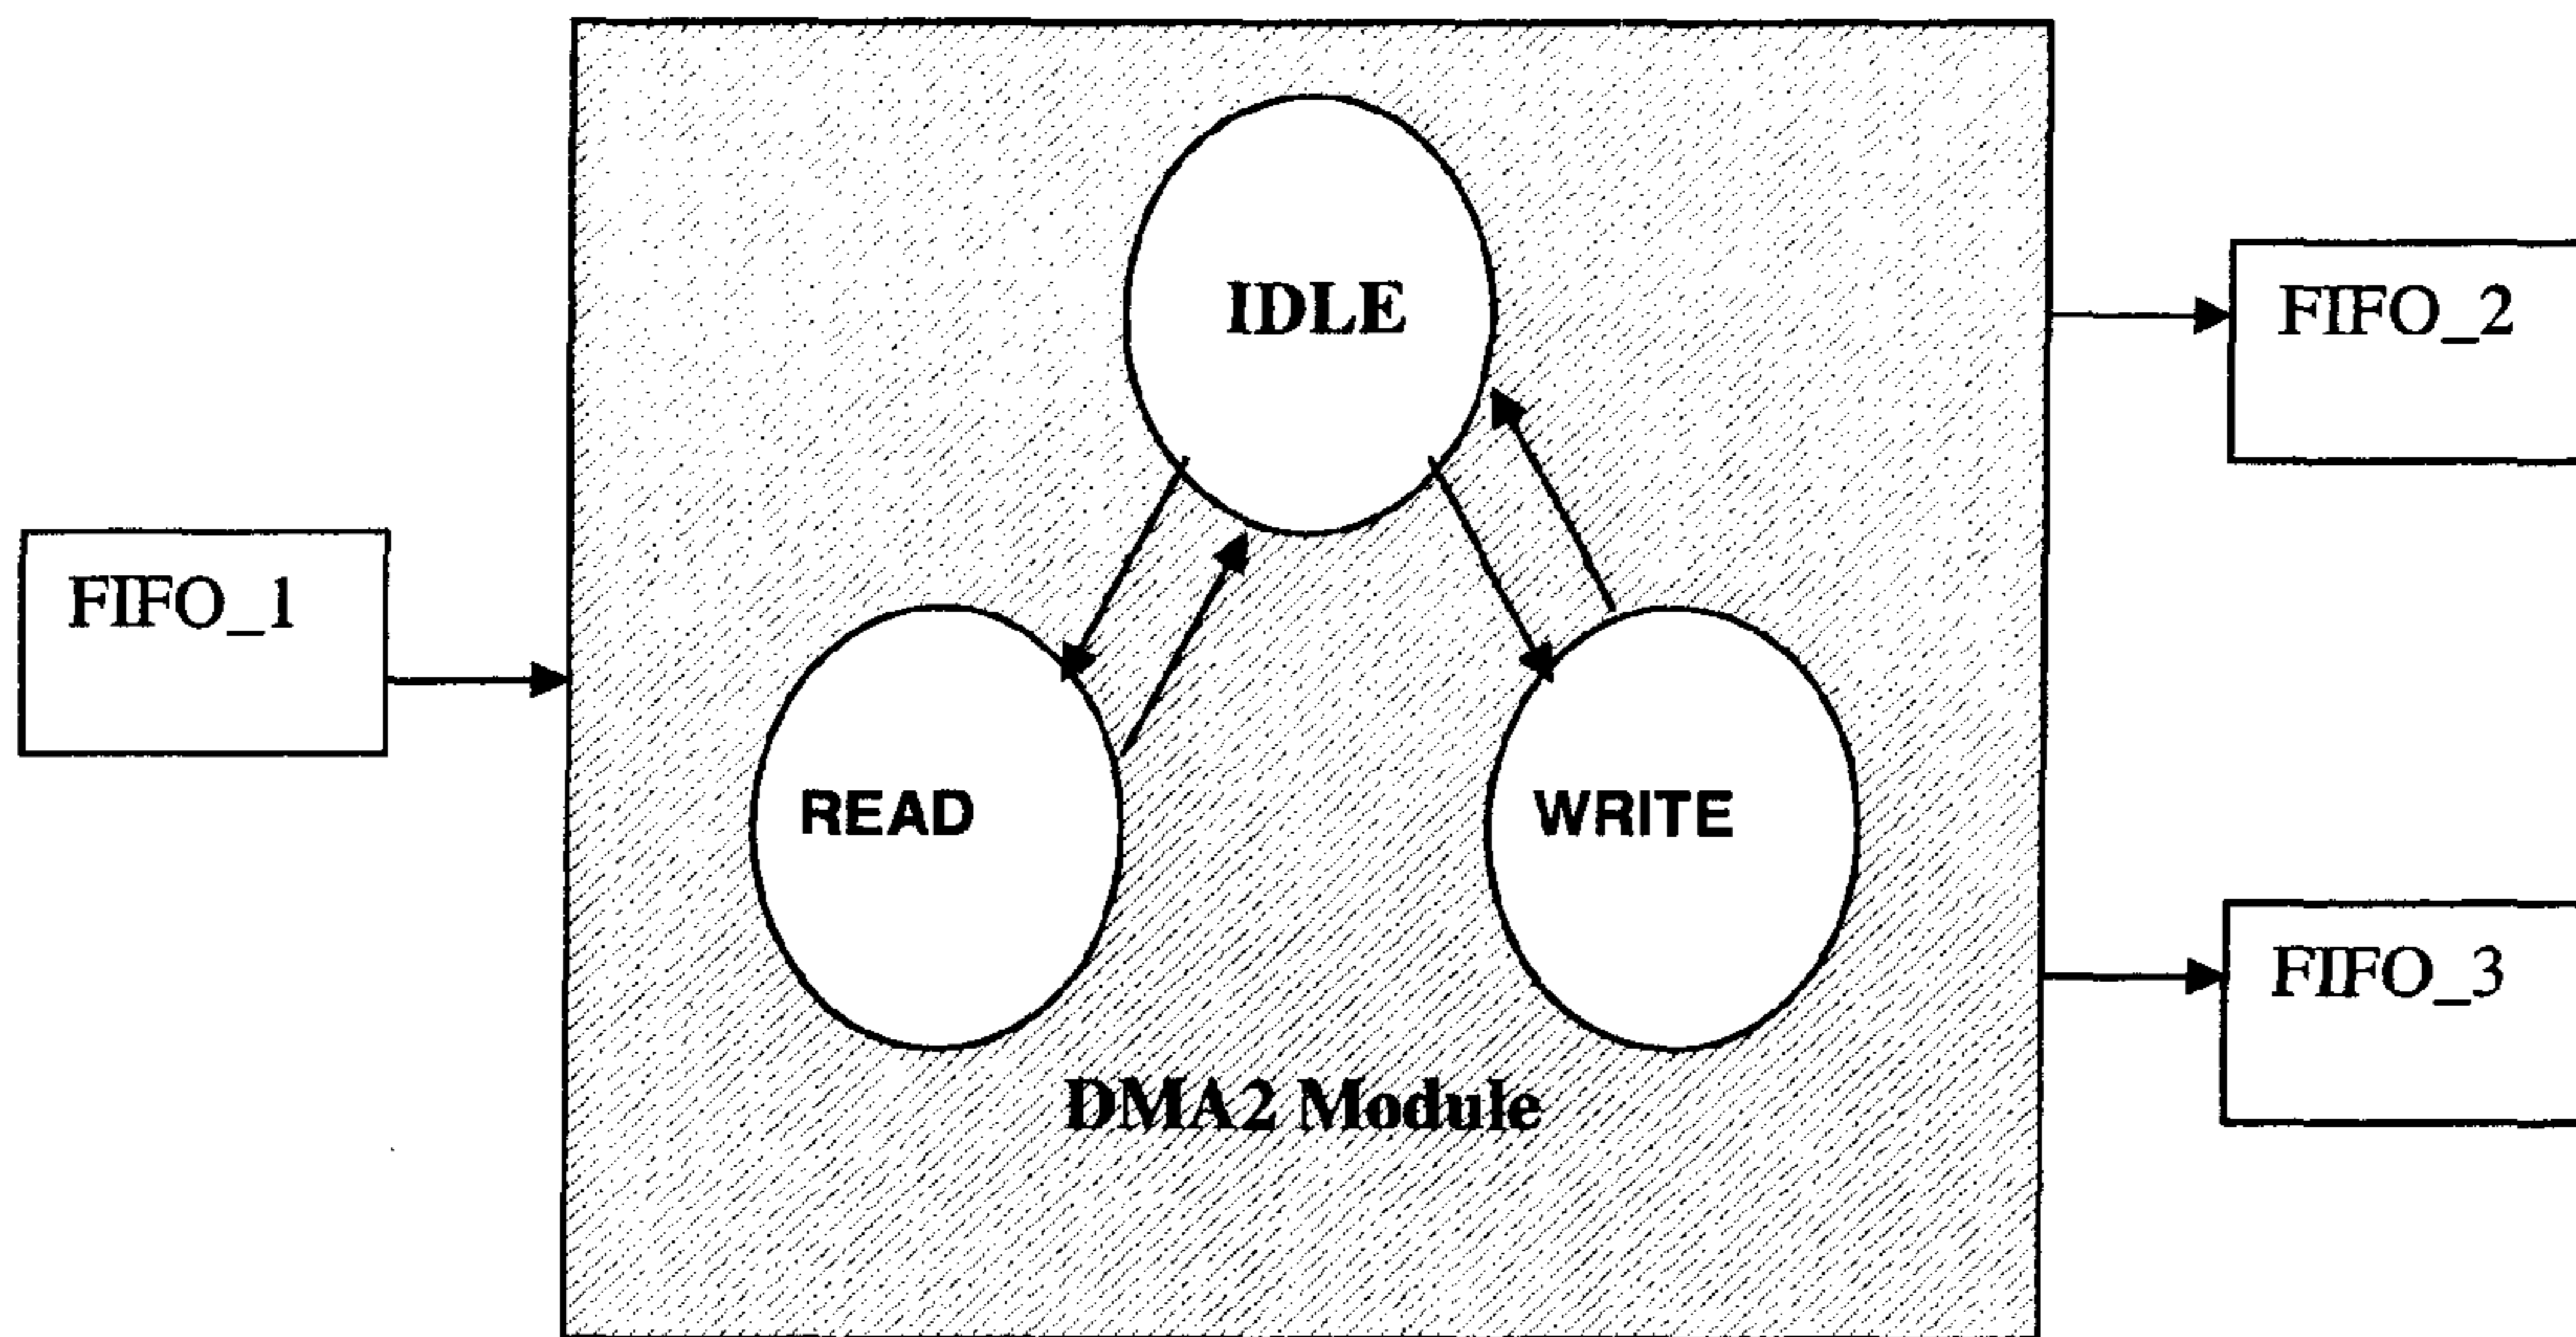 IDLE
FIFO_2
FIFO_1
READ
WRITE
FIFO_3
DMA2 Module